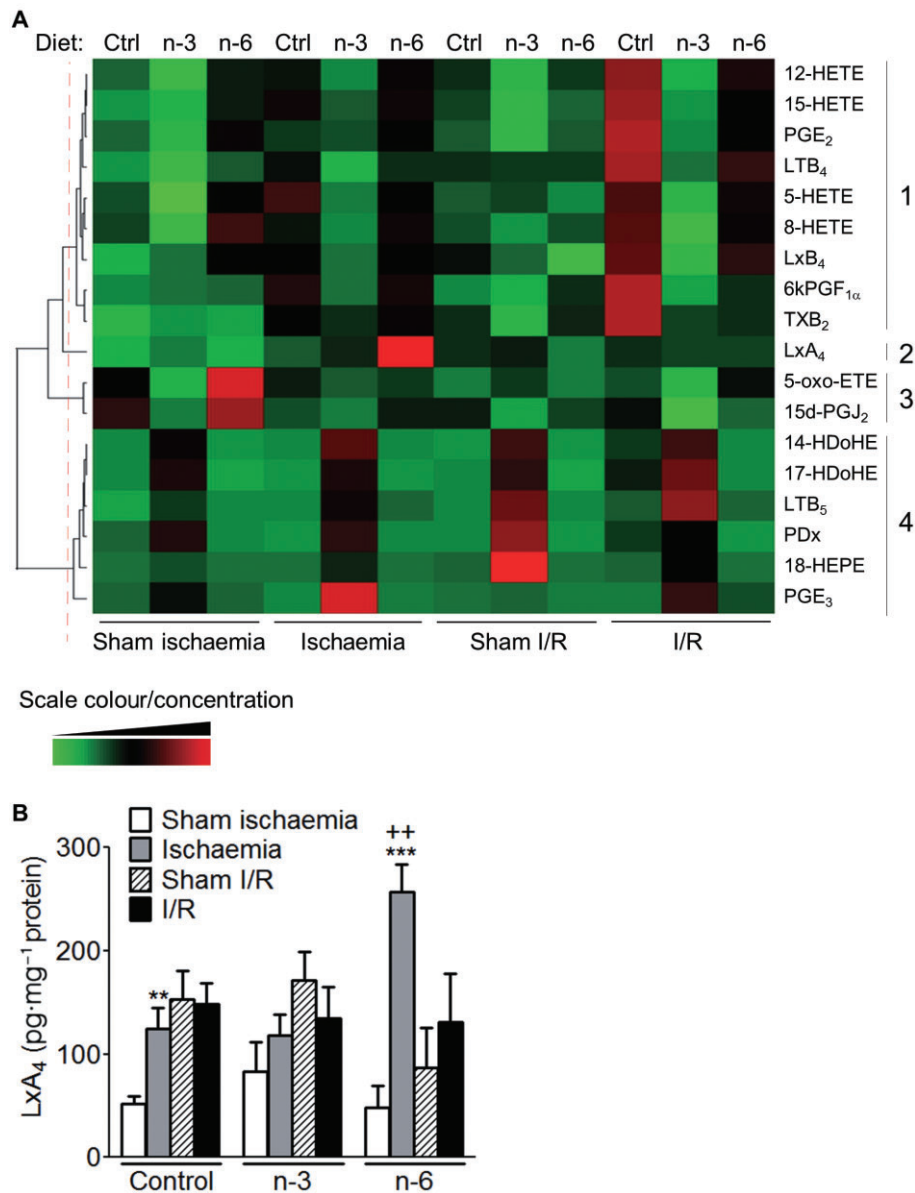 A
Diet: Ctrl n-3 n-6 Ctrl n-3 n-6 Ctrl n-3 n-6 Ctrl n-3 n-6
12-HETE
15-HETE
PGE₂
LTB₄
5-HETE
8-HETE
LxB₄
6kPGF₁α
TXB₂
1
LxA₄
2
5-oxo-ETE
15d-PGJ₂
3
14-HDoHE
17-HDoHE
LTB₅
PDx
18-HEPE
PGE₃
4
Sham ischaemia Ischaemia Sham I/R I/R
Scale colour/concentration
B
Sham ischaemia
Ischaemia
Sham I/R
I/R
LxA₄ (pg·mg⁻¹ protein)
300
200
100
0
**
++
***
Control n-3 n-6